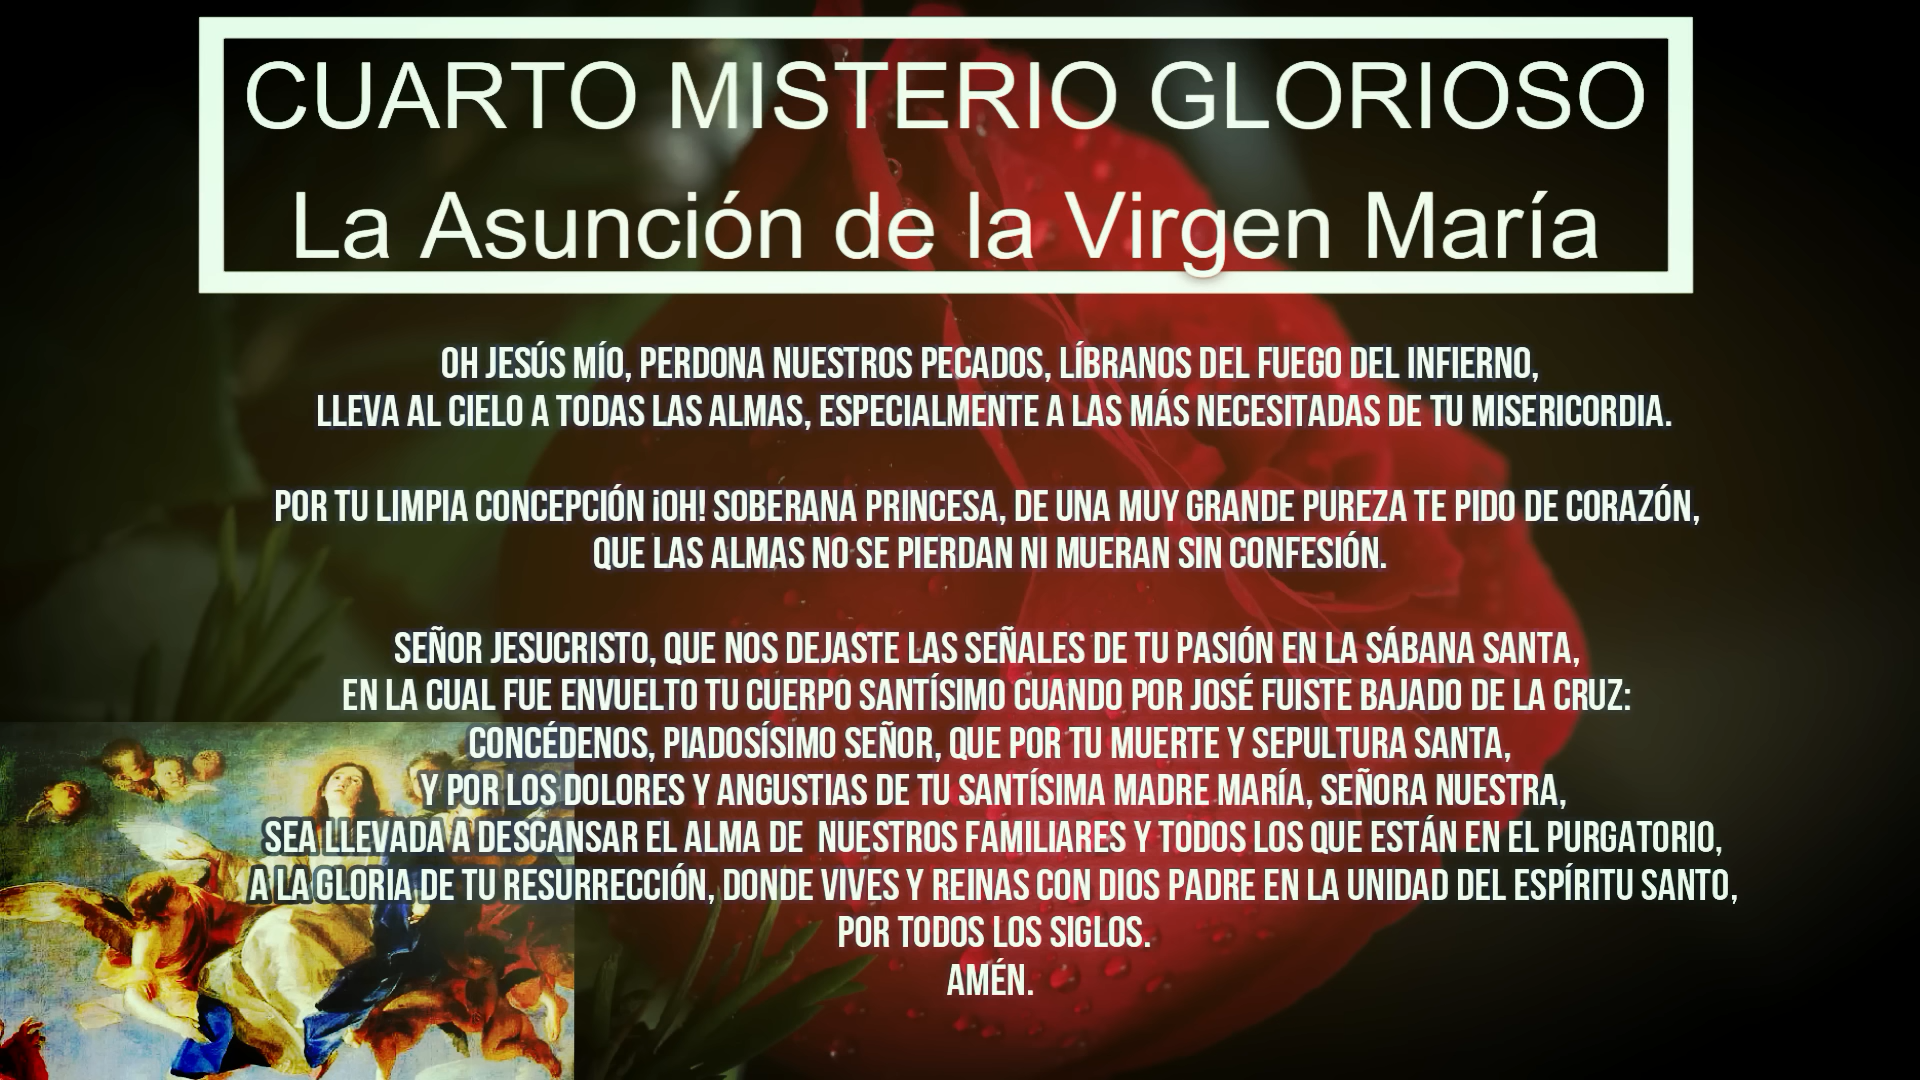 CUARTO MISTERIO GLORIOSO
La Asunción de la Virgen María
OH JESÚS MÍO, PERDONA NUESTROS PECADOS, LÍBRANOS DEL FUEGO DEL INFIERNO,
LLEVA AL CIELO A TODAS LAS ALMAS, ESPECIALMENTE A LAS MÁS NECESITADAS DE TU MISERICORDIA.
POR TU LIMPIA CONCEPCIÓN ¡OH! SOBERANA PRINCESA, DE UNA MUY GRANDE PUREZA TE PIDO DE CORAZÓN,
QUE LAS ALMAS NO SE PIERDAN NI MUERAN SIN CONFESIÓN.
SEÑOR JESUCRISTO, QUE NOS DEJASTE LAS SEÑALES DE TU PASIÓN EN LA SÁBANA SANTA,
EN LA CUAL FUE ENVUELTO TU CUERPO SANTÍSIMO CUANDO POR JOSÉ FUISTE BAJADO DE LA CRUZ:
CONCÉDENOS, PIADOSÍSIMO SEÑOR, QUE POR TU MUERTE Y SEPULTURA SANTA,
Y POR LOS DOLORES Y ANGUSTIAS DE TU SANTÍSIMA MADRE MARÍA, SEÑORA NUESTRA,
SEA LLEVADA A DESCANSAR EL ALMA DE NUESTROS FAMILIARES Y TODOS LOS QUE ESTÁN EN EL PURGATORIO,
A LA GLORIA DE TU RESURRECCIÓN, DONDE VIVES Y REINAS CON DIOS PADRE EN LA UNIDAD DEL ESPÍRITU SANTO,
POR TODOS LOS SIGLOS.
AMÉN.